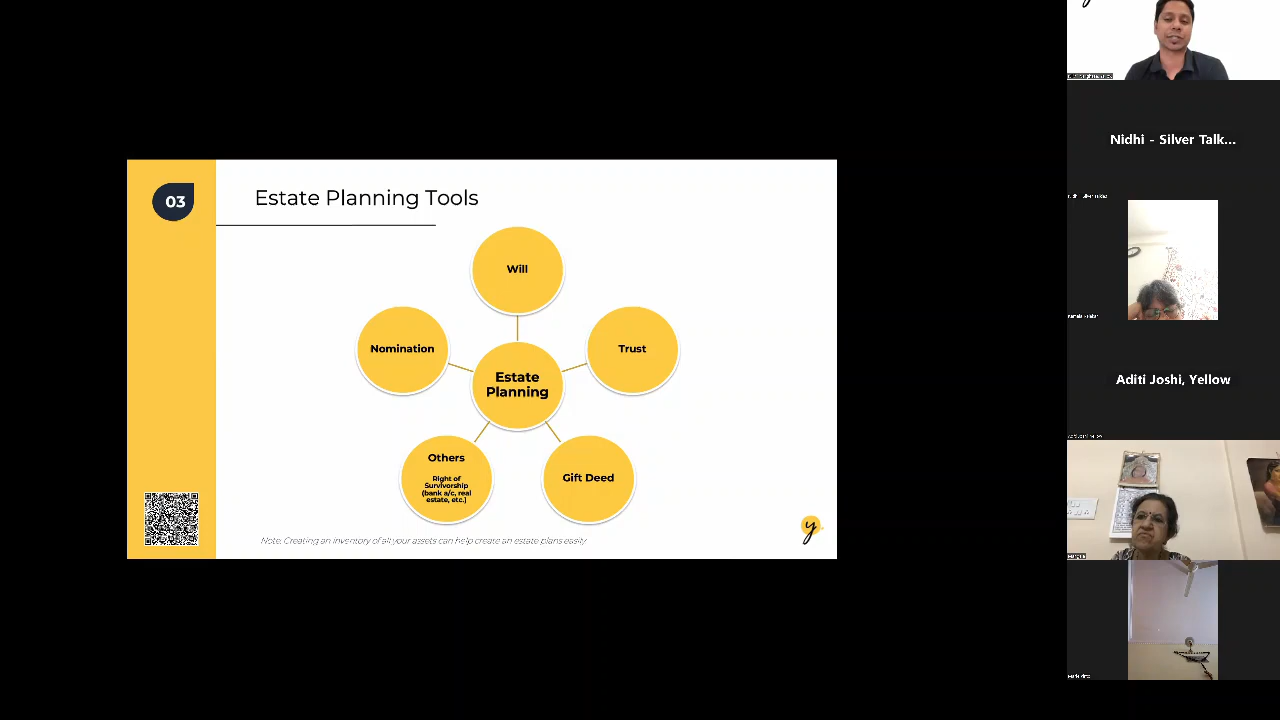 03
Estate Planning Tools
Will
Nomination
Trust
Estate
Planning
Others
Right of
Survivorship
(bank a/c, real
estate, etc.)
Gift Deed
Note: Creating an inventory of all your assets can help create an estate plans easily.
y
Nidhi - Silver Talk...
Aditi Joshi, Yellow